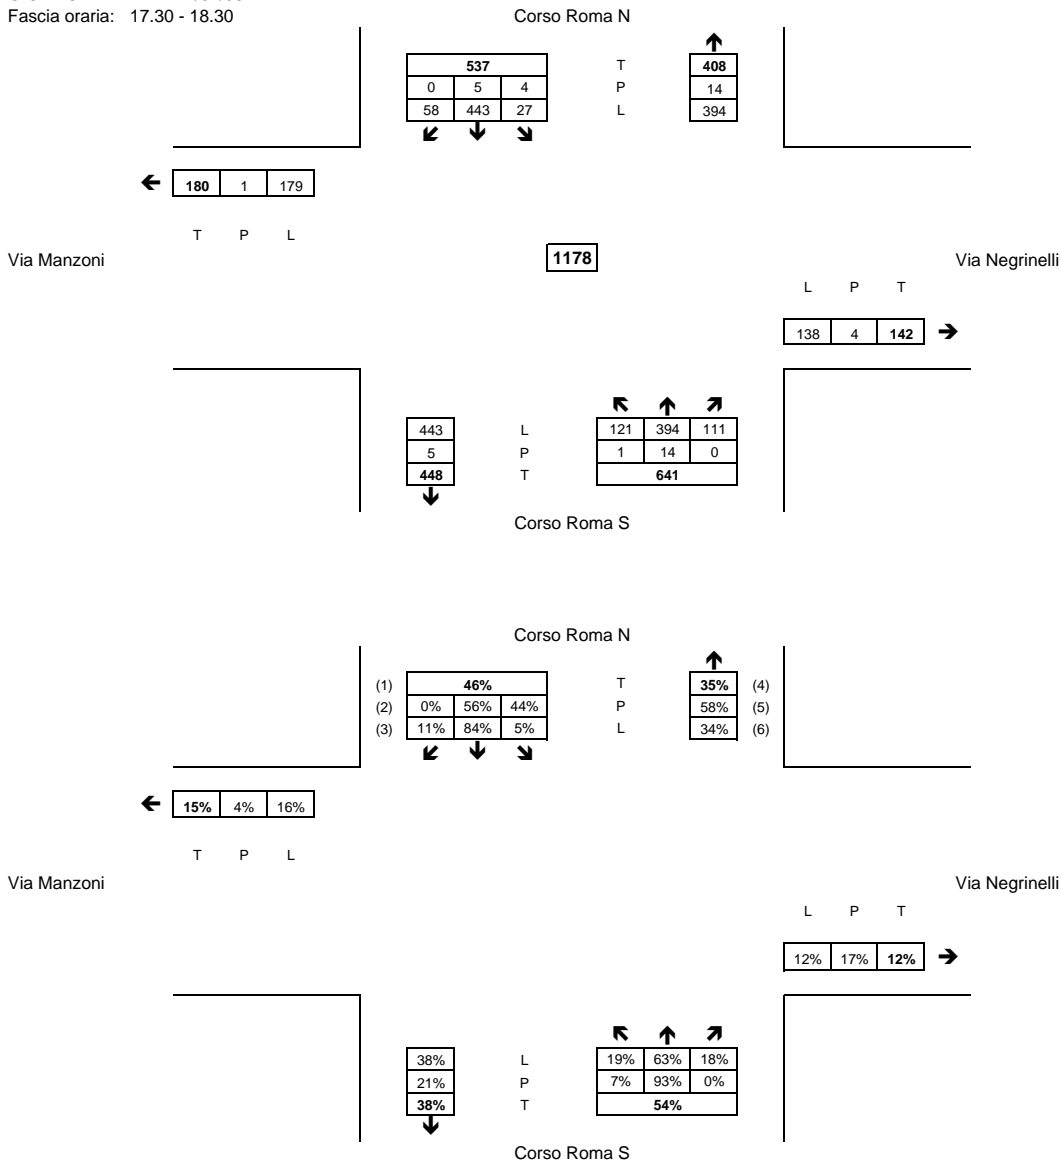 Fascia oraria: 17.30 - 18.30
Corso Roma N
537 T 408
0 5 4 P 14
58 443 27 L 394
180 1 179
T P L
1178
Via Manzoni Via Negrinelli
L P T
138 4 142
443 L 121 394 111
5 P 1 14 0
448 T 641
Corso Roma S
Corso Roma N
(1) 46% T 35% (4)
(2) 0% 56% 44% P 58% (5)
(3) 11% 84% 5% L 34% (6)
15% 4% 16%
T P L
Via Manzoni Via Negrinelli
L P T
12% 17% 12%
38% L 19% 63% 18%
21% P 7% 93% 0%
38% T 54%
Corso Roma S